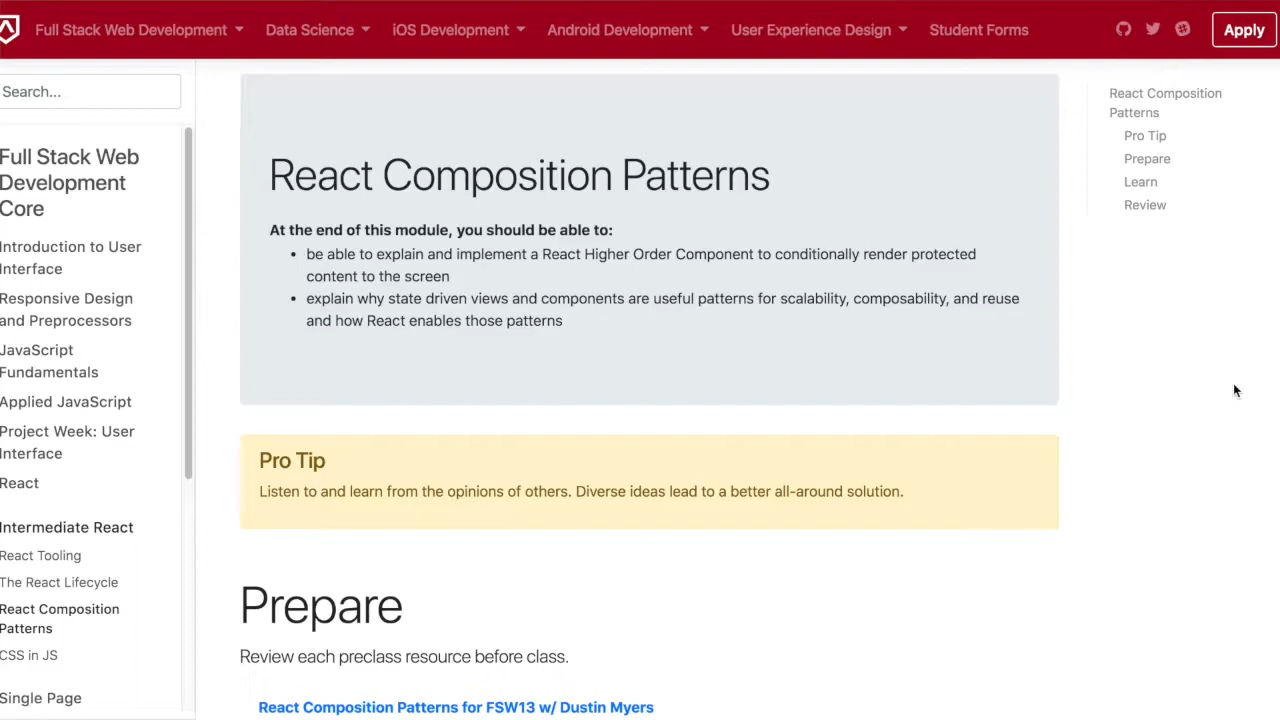 Full Stack Web Development
Data Science
iOS Development
Android Development
User Experience Design
Student Forms
Apply
Search...
Full Stack Web
Development
Core
Introduction to User
Interface
Responsive Design
and Preprocessors
JavaScript
Fundamentals
Applied JavaScript
Project Week: User
Interface
React
Intermediate React
React Tooling
The React Lifecycle
React Composition
Patterns
CSS in JS
Single Page
React Composition Patterns
At the end of this module, you should be able to:
• be able to explain and implement a React Higher Order Component to conditionally render protected
content to the screen
• explain why state driven views and components are useful patterns for scalability, composability, and reuse
and how React enables those patterns
Pro Tip
Listen to and learn from the opinions of others. Diverse ideas lead to a better all-around solution.
Prepare
Review each preclass resource before class.
React Composition Patterns for FSW13 w/ Dustin Myers
React Composition
Patterns
Pro Tip
Prepare
Learn
Review